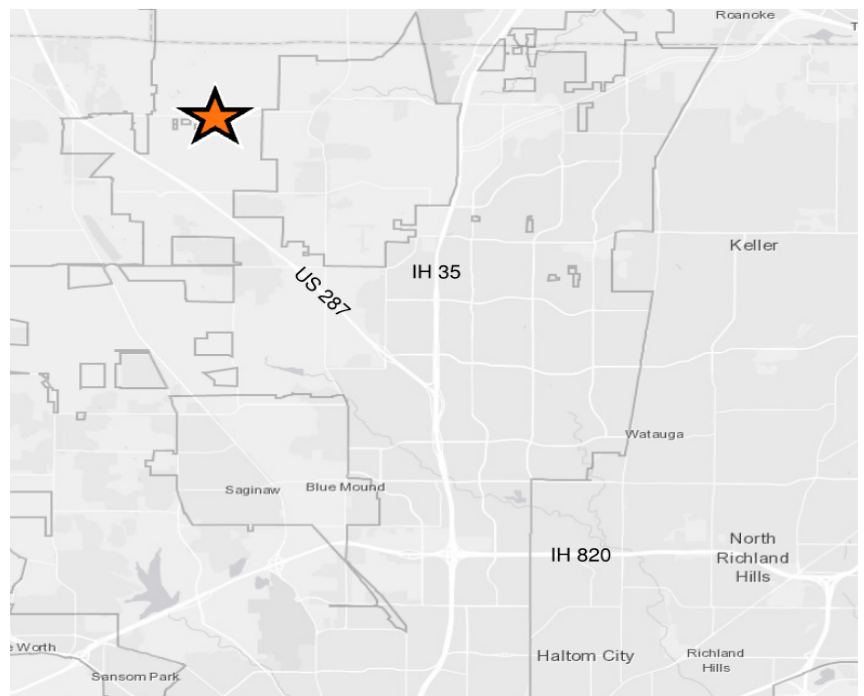 Roanoke
T
Keller
IH 35
US 287
Watauga
Saginaw
Blue Mound
North
Richland
Hills
IH 820
e Worth
Haltom City
Richland
Hills
Sansom Park